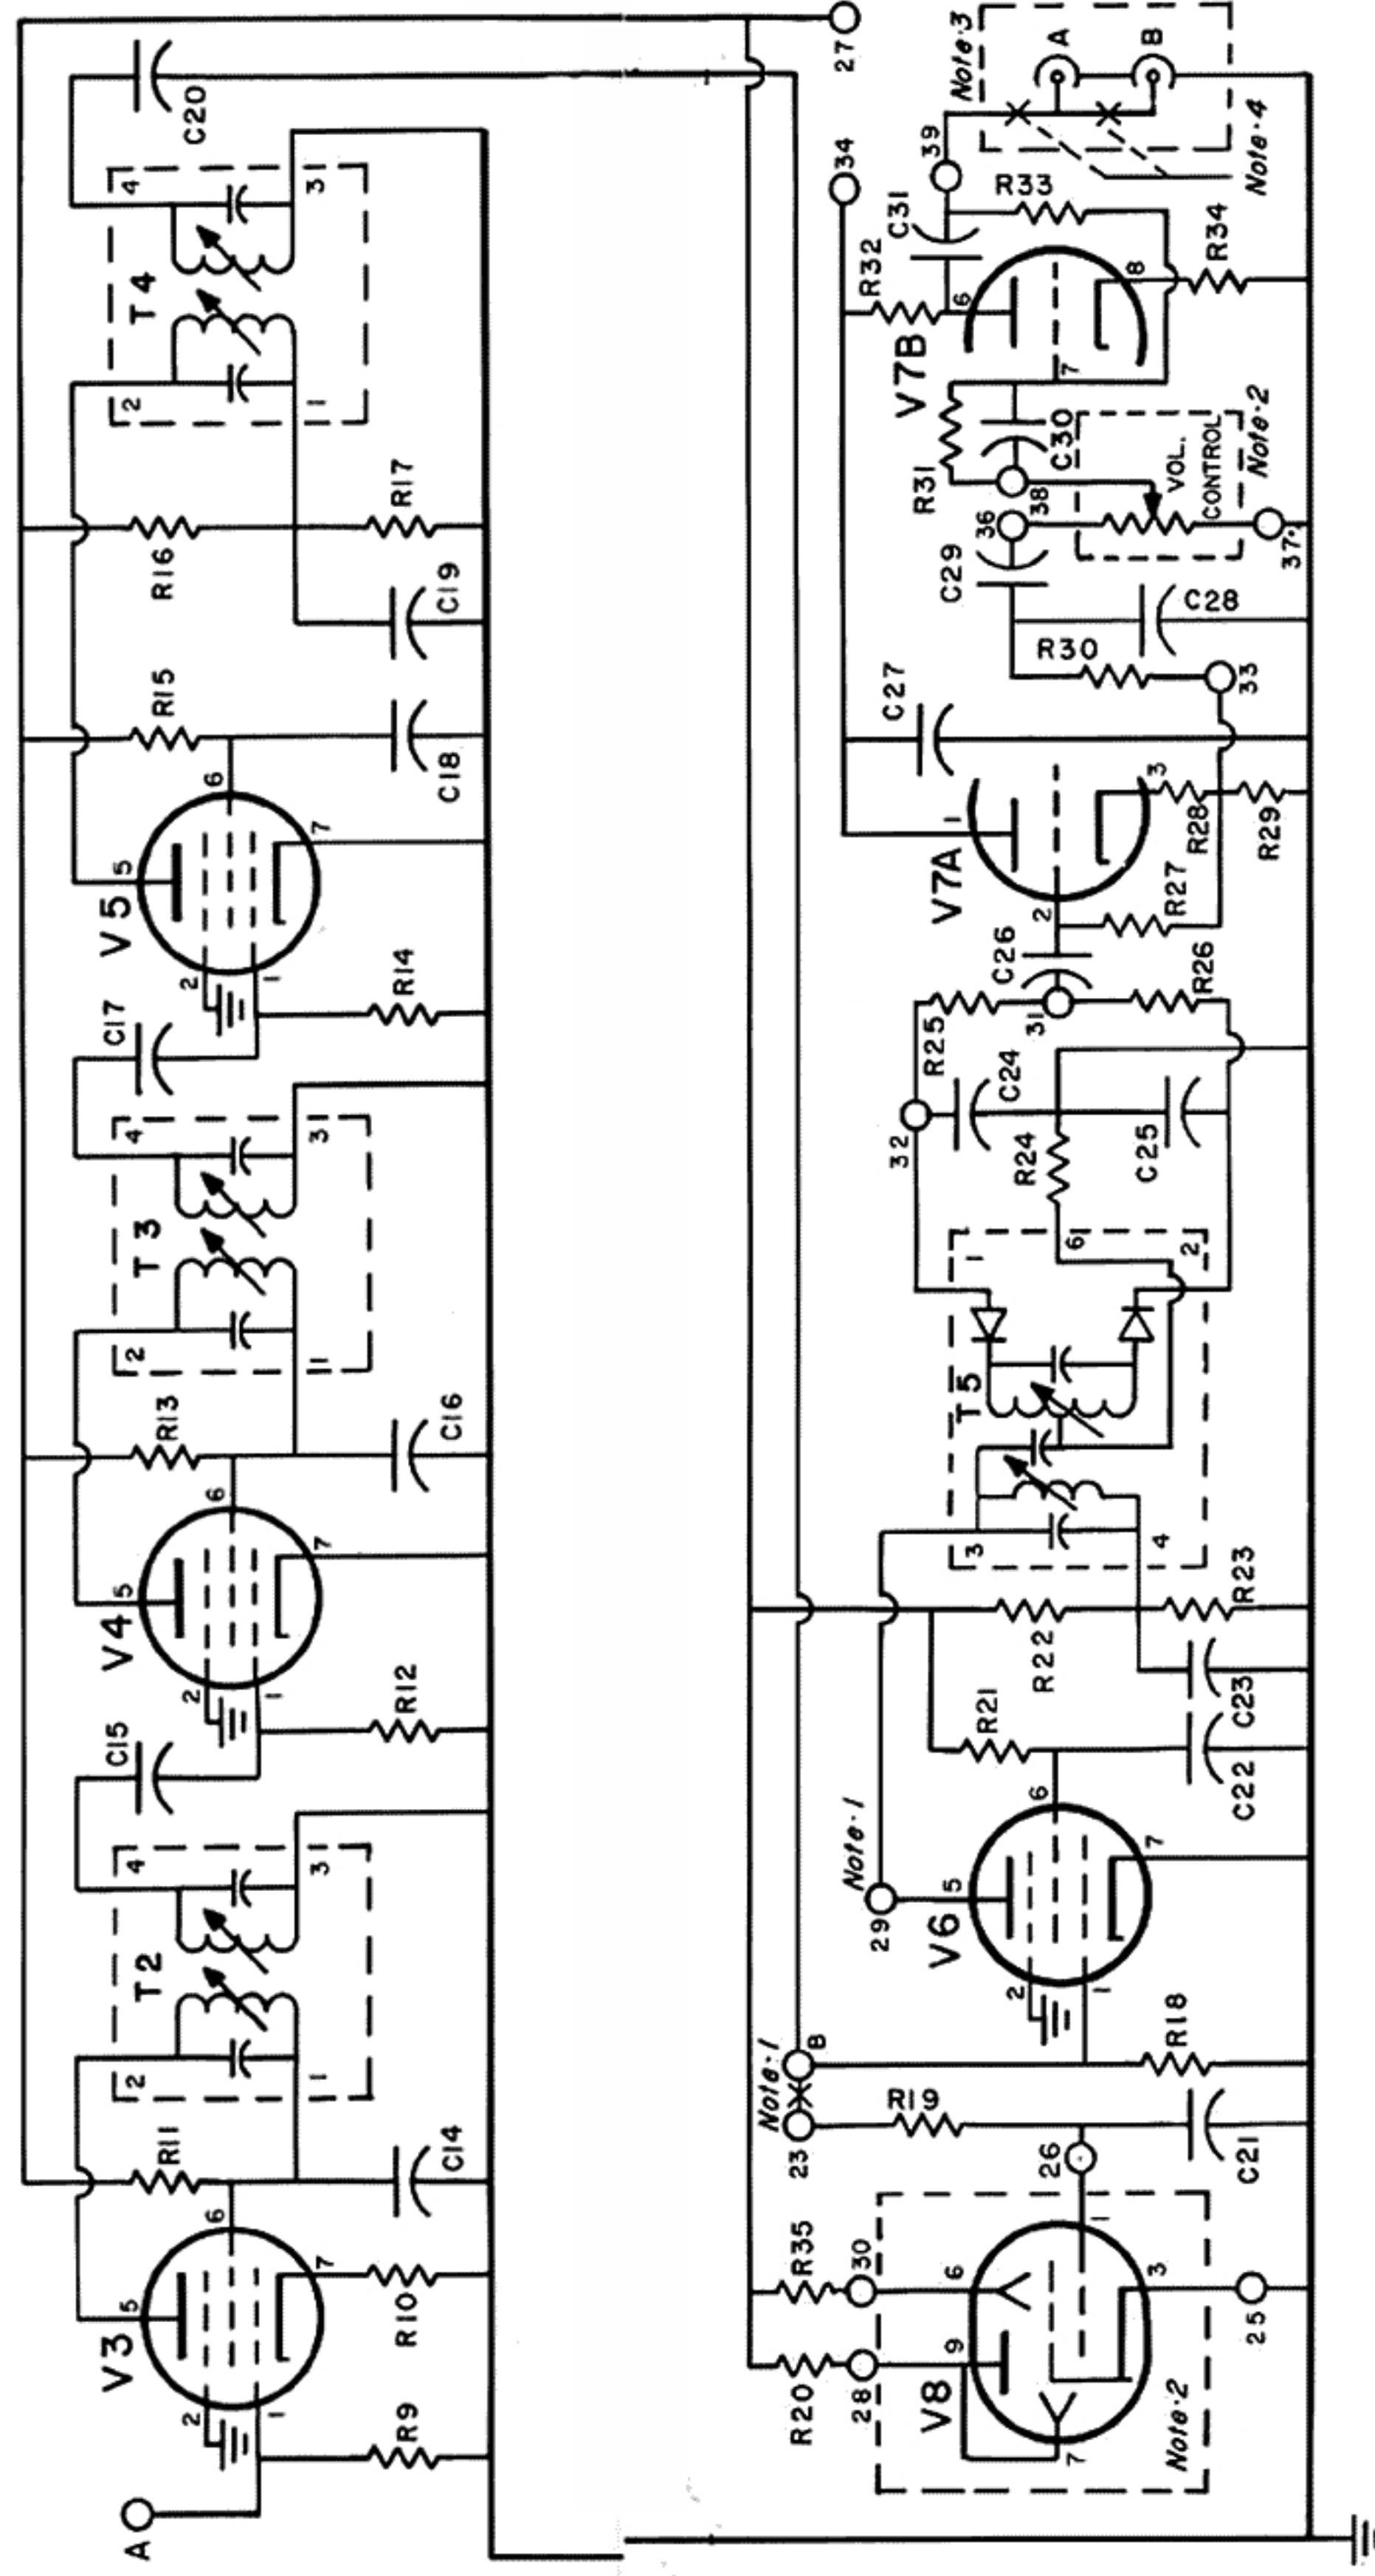 27
C20
4
3
T4
2
1
R16
R17
C19
R15
C18
6
5
7
V5
2
1
R14
C17
4
3
T3
2
1
R13
C16
6
5
7
V4
2
1
R12
C15
4
3
T2
2
1
R11
C14
6
5
7
V3
2
1
R10
R9
A
Note·3
A
B
Note·4
39
34
R33
C31
R32
R34
6
8
V7B
7
C30
R31
38
VOL.
CONTROL
Note·2
36
37
C29
C28
R30
33
C27
1
3
V7A
R28
R29
2
R27
C26
R26
31
R25
C24
32
R24
C25
1
6
2
T5
3
4
R22
R23
C23
R21
C22
6
Note·1
5
7
29
V6
2
1
R18
Note·1
B
23
R19
26
C21
R35
30
6
1
3
9
R20
28
V8
7
25
Note·2